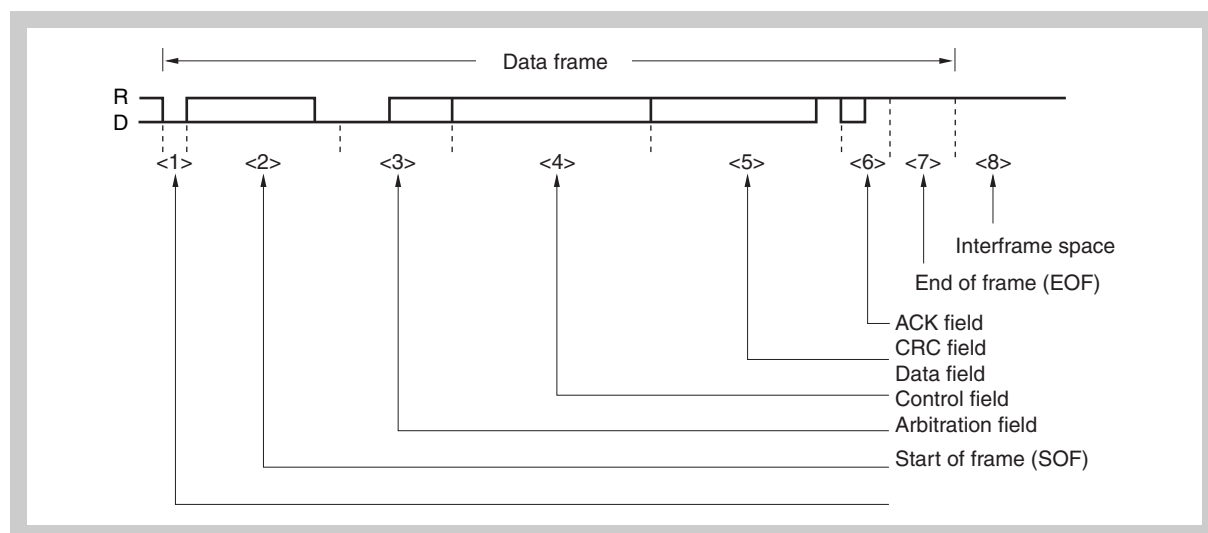 Data frame
R
D
<1> <2> <3> <4> <5> <6> <7> <8>
Interframe space
End of frame (EOF)
ACK field
CRC field
Data field
Control field
Arbitration field
Start of frame (SOF)